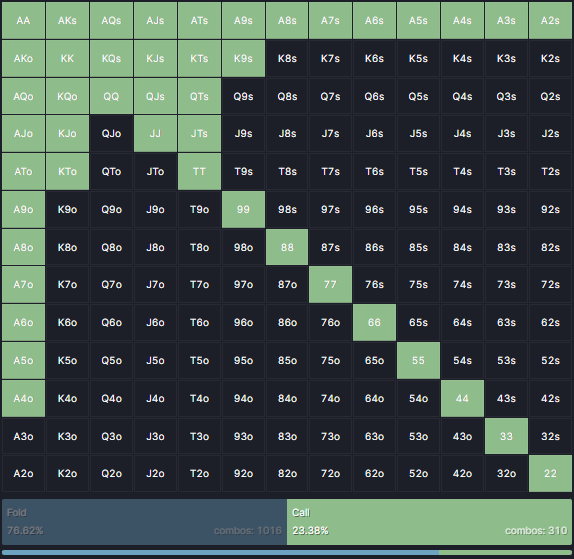 AA AKs AQs AJs ATs A9s A8s A7s A6s A5s A4s A3s A2s
AKo KK KQs KJs KTs K9s K8s K7s K6s K5s K4s K3s K2s
AQo KQo QQ QJs QTs Q9s Q8s Q7s Q6s Q5s Q4s Q3s Q2s
AJo KJo QJo JJ JTs J9s J8s J7s J6s J5s J4s J3s J2s
ATo KTo QTo JTo TT T9s T8s T7s T6s T5s T4s T3s T2s
A9o K9o Q9o J9o T9o 99 98s 97s 96s 95s 94s 93s 92s
A8o K8o Q8o J8o T8o 98o 88 87s 86s 85s 84s 83s 82s
A7o K7o Q7o J7o T7o 97o 87o 77 76s 75s 74s 73s 72s
A6o K6o Q6o J6o T6o 96o 86o 76o 66 65s 64s 63s 62s
A5o K5o Q5o J5o T5o 95o 85o 75o 65o 55 54s 53s 52s
A4o K4o Q4o J4o T4o 94o 84o 74o 64o 54o 44 43s 42s
A3o K3o Q3o J3o T3o 93o 83o 73o 63o 53o 43o 33 32s
A2o K2o Q2o J2o T2o 92o 82o 72o 62o 52o 42o 32o 22
Fold Call
76.62% combos: 1016 23.38% combos: 310